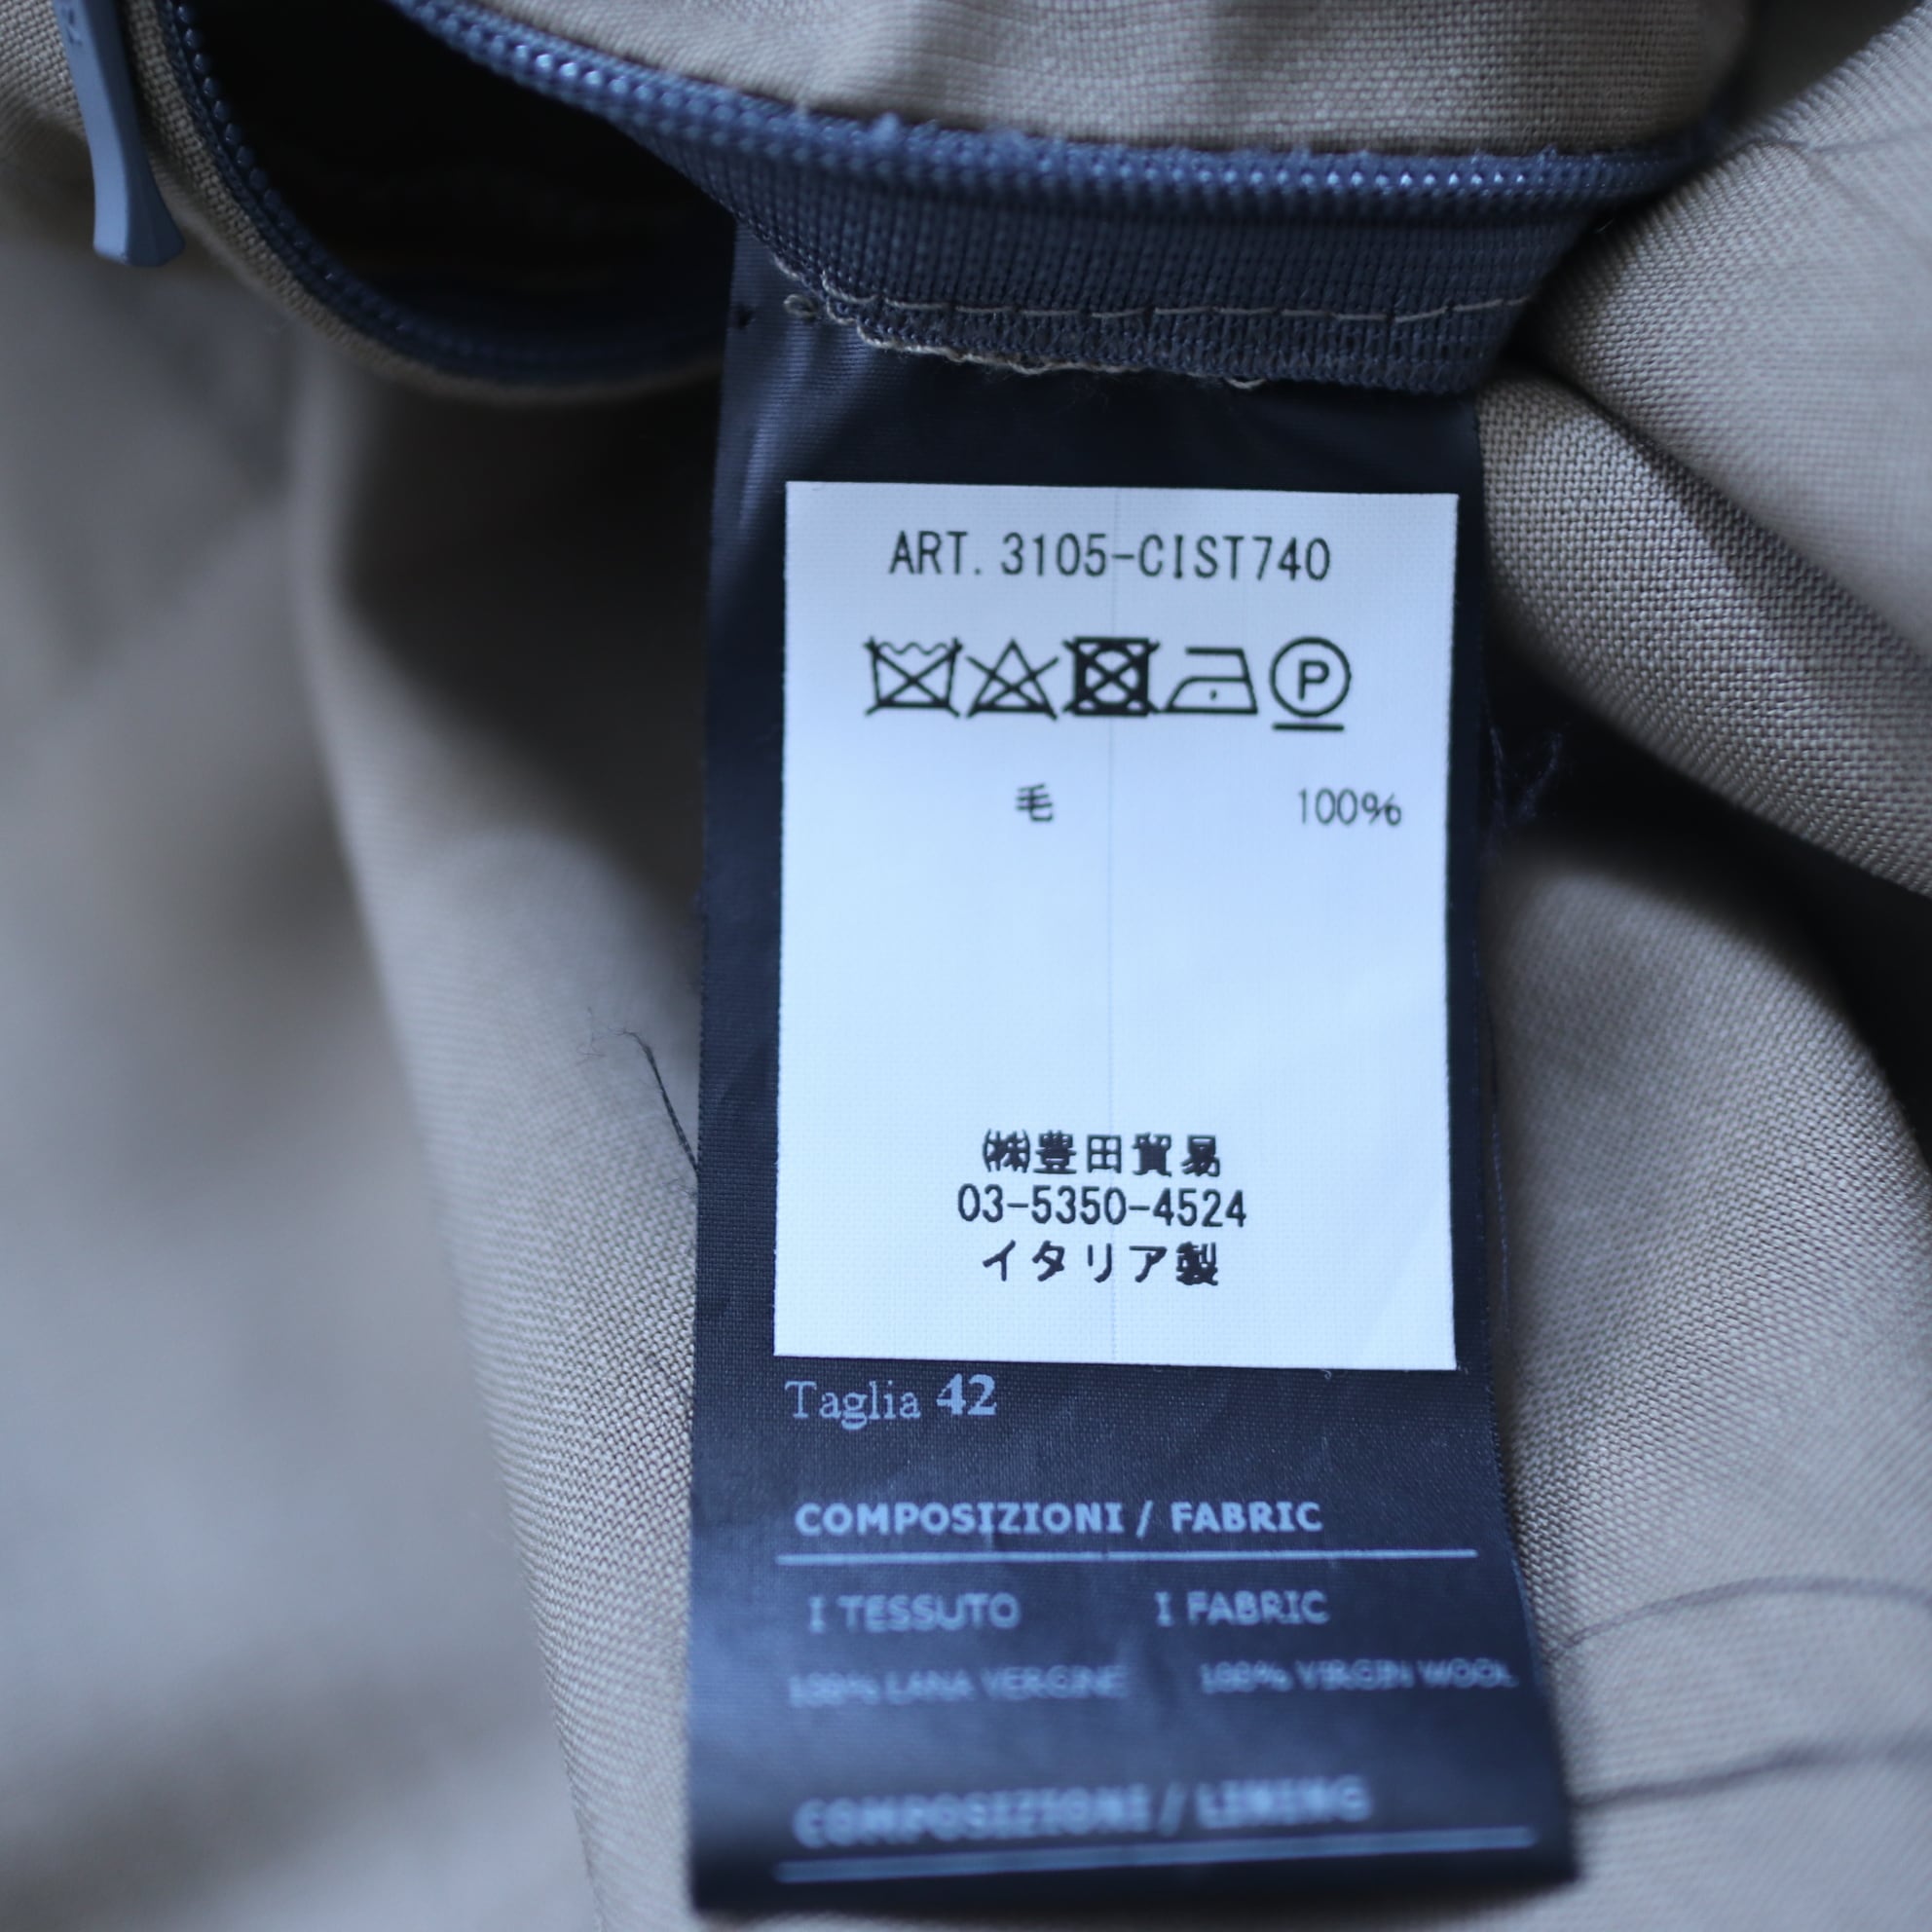 ART. 3105-CIST740
P
毛 100%
㈱豊田貿易
03-5350-4524
イタリア製
Taglia 42
COMPOSIZIONI / FABRIC
I TESSUTO I FABRIC
100% LANA VERGINE 100% VIRGIN WOOL
COMPOSIZIONI / LINING